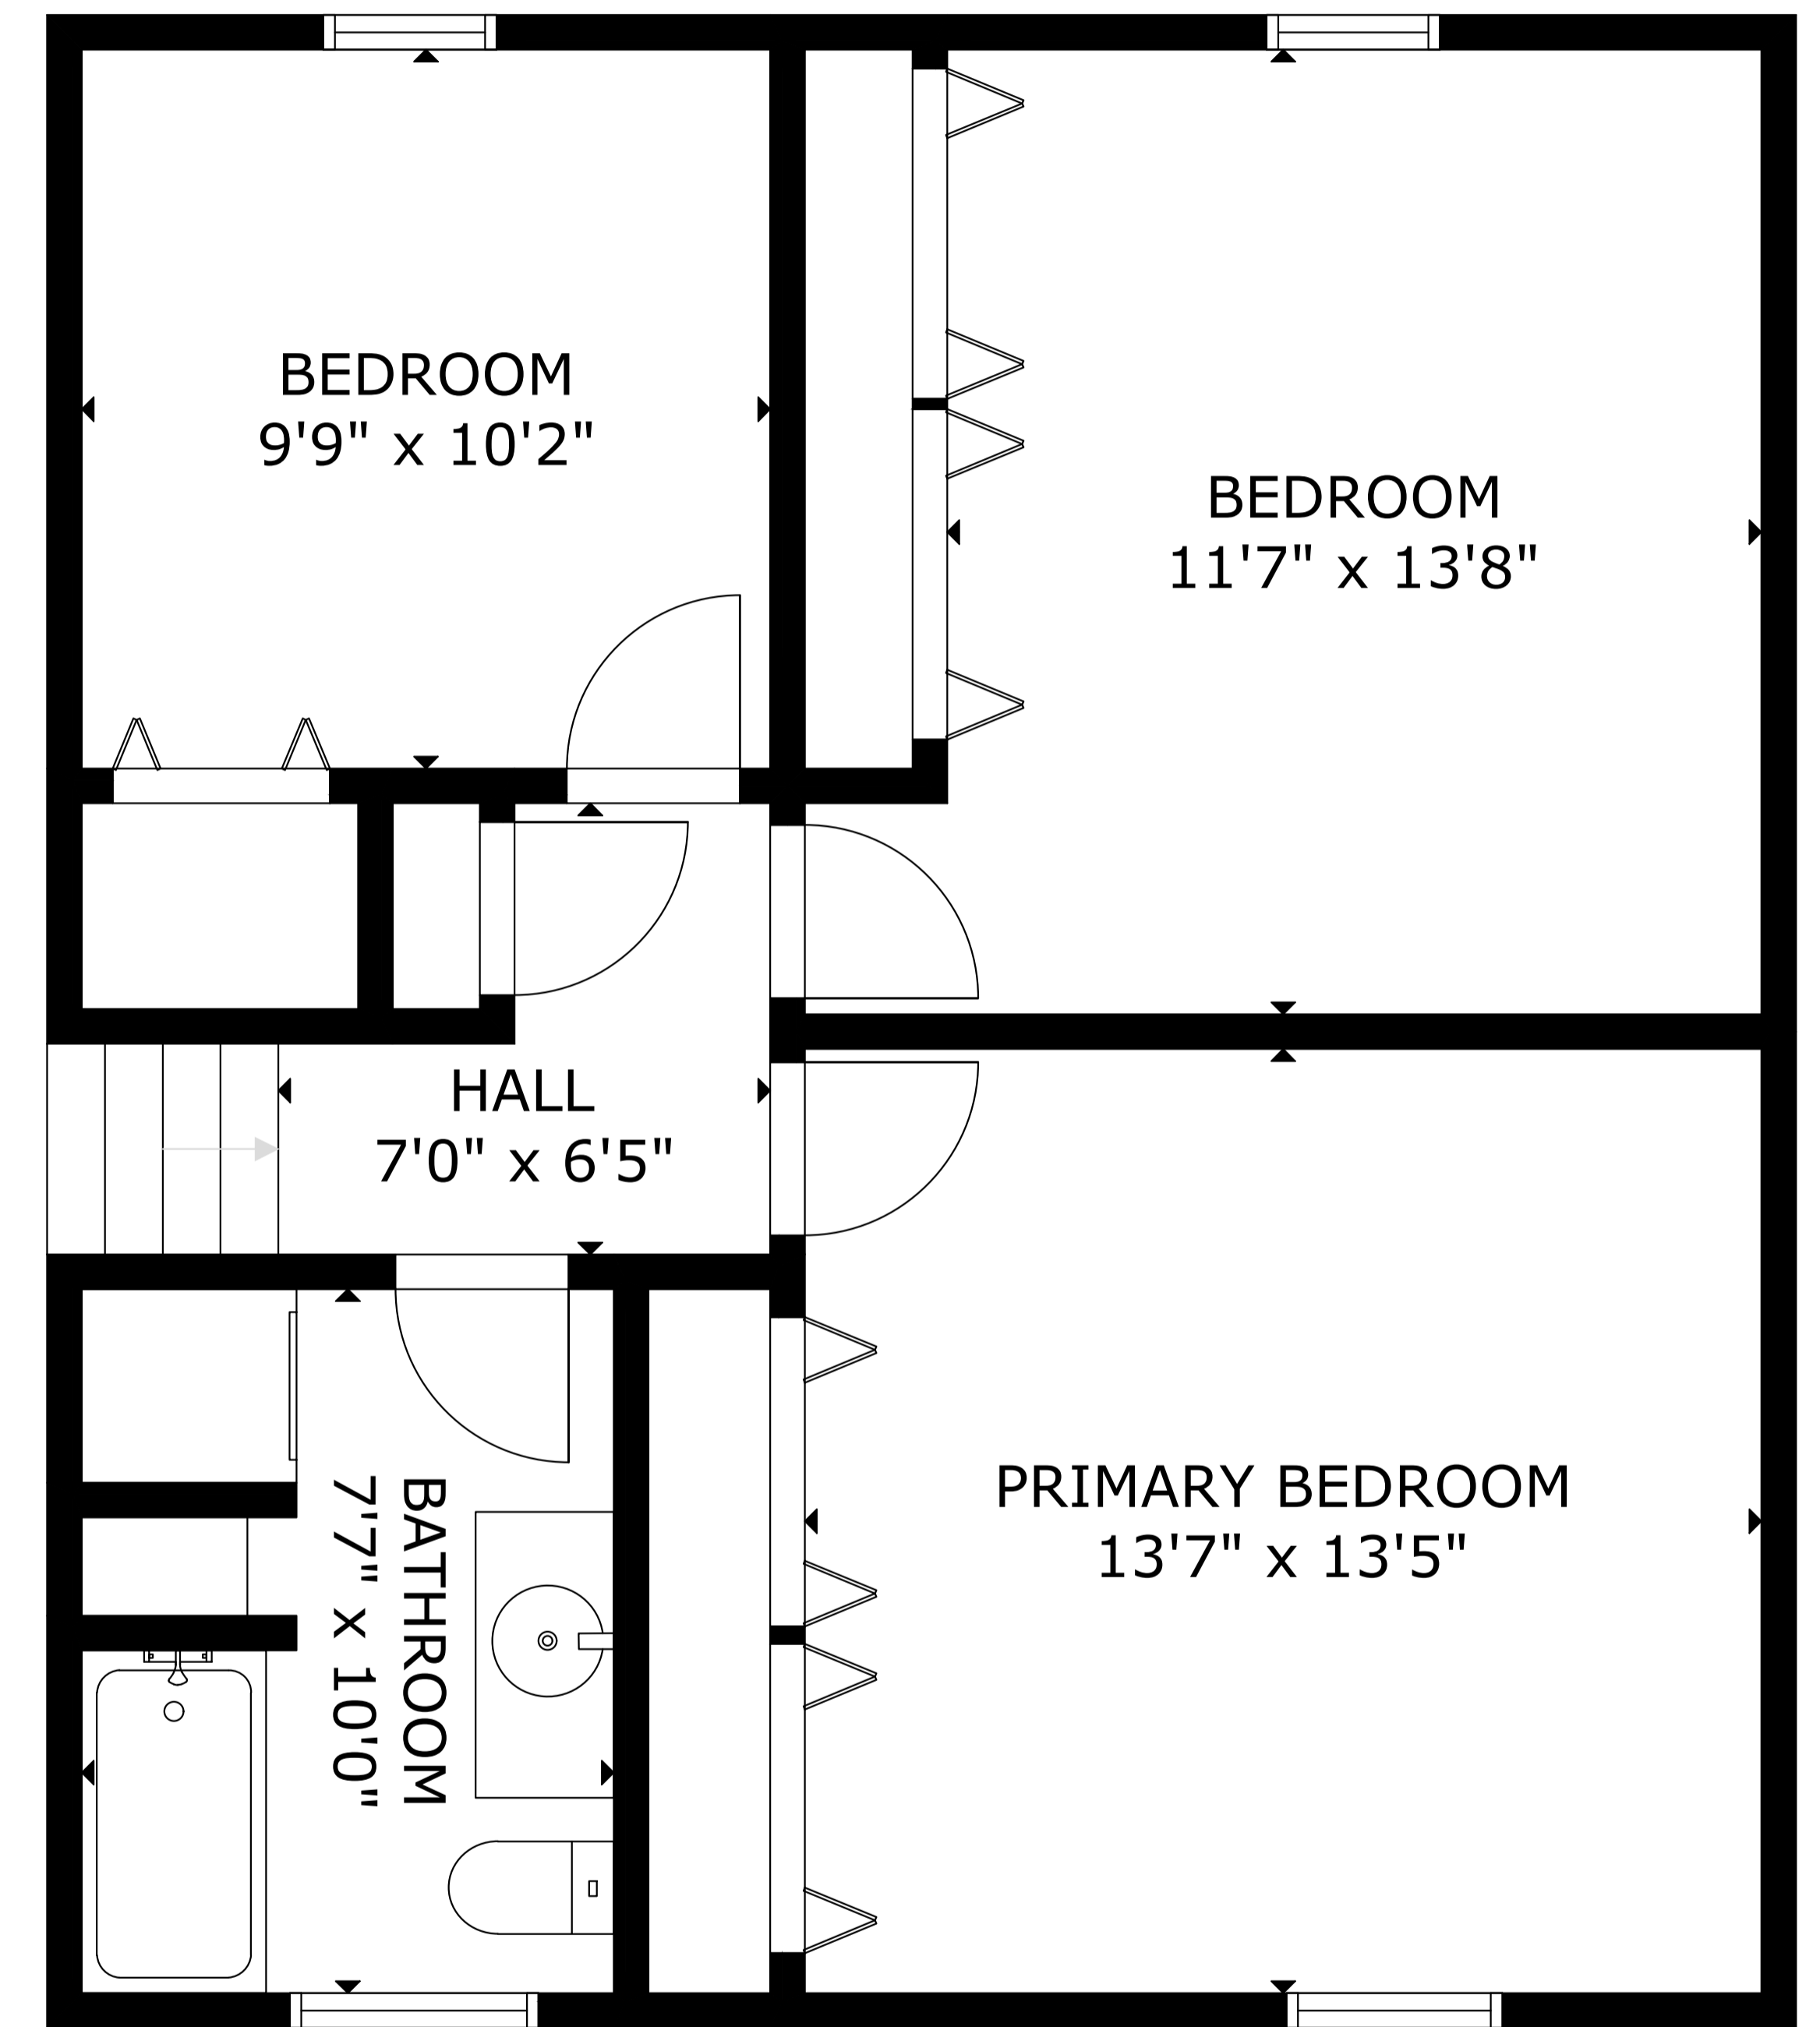 BEDROOM
9'9" x 10'2"
BEDROOM
11'7" x 13'8"
HALL
7'0" x 6'5"
PRIMARY BEDROOM
13'7" x 13'5"
BATHROOM
7'7" x 10'0"